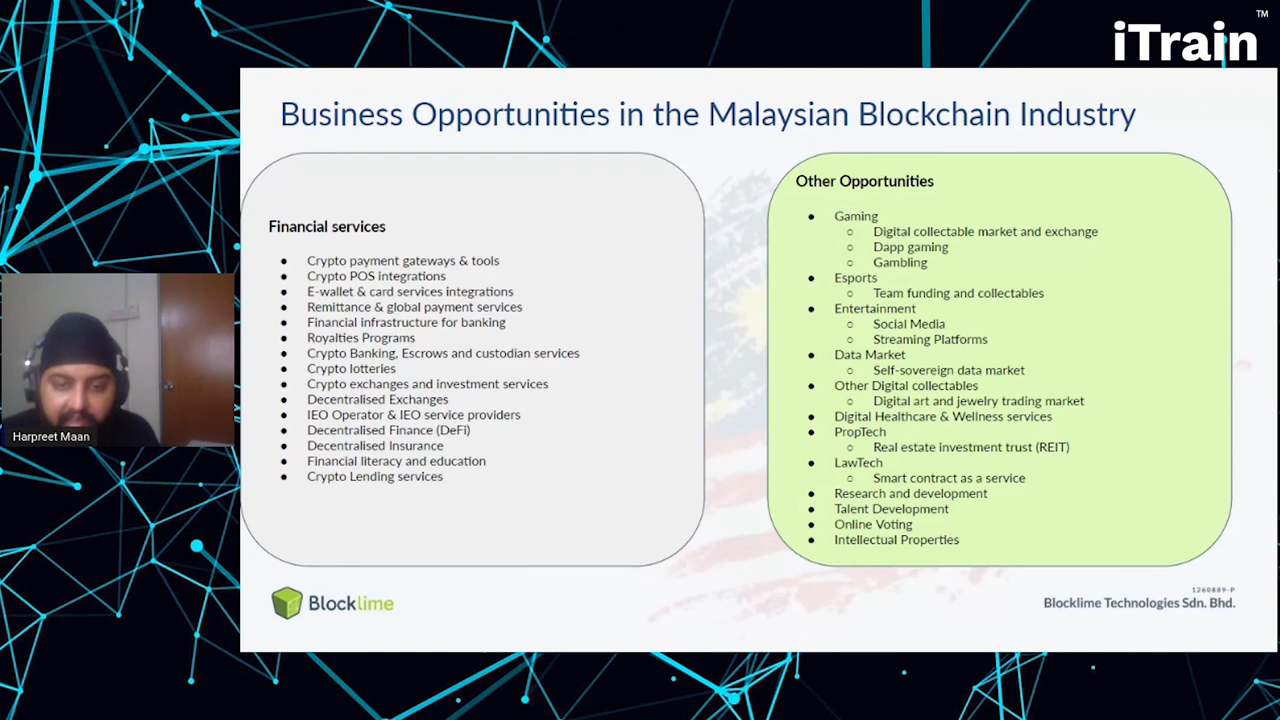 iTrain™
Business Opportunities in the Malaysian Blockchain Industry
Financial services
● Crypto payment gateways & tools
● Crypto POS integrations
● E-wallet & card services integrations
● Remittance & global payment services
● Financial infrastructure for banking
● Royalties Programs
● Crypto Banking, Escrows and custodian services
● Crypto lotteries
● Crypto exchanges and investment services
● Decentralised Exchanges
● IEO Operator & IEO service providers
● Decentralised Finance (DeFi)
● Decentralised Insurance
● Financial literacy and education
● Crypto Lending services
Other Opportunities
● Gaming
○ Digital collectable market and exchange
○ Dapp gaming
○ Gambling
● Esports
○ Team funding and collectables
● Entertainment
○ Social Media
○ Streaming Platforms
● Data Market
○ Self-sovereign data market
● Other Digital collectables
○ Digital art and jewelry trading market
● Digital Healthcare & Wellness services
● PropTech
○ Real estate investment trust (REIT)
● LawTech
○ Smart contract as a service
● Research and development
● Talent Development
● Online Voting
● Intellectual Properties
Harpreet Maan
Blocklime
1260889-P
Blocklime Technologies Sdn. Bhd.